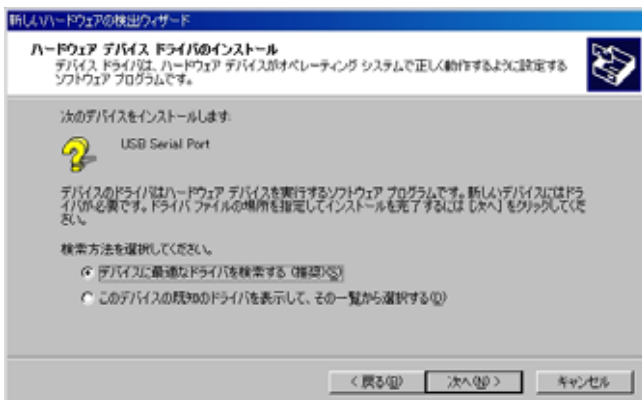 新しいハードウェアの検出ウィザード
ハードウェア デバイス ドライバのインストール
デバイス ドライバは、ハードウェア デバイスがオペレーティング システムで正しく動作するように設定する
ソフトウェア プログラムです。
次のデバイスをインストールします:
USB Serial Port
デバイスのドライバはハードウェア デバイスを実行するソフトウェア プログラムです。新しいデバイスにはドラ
イバが必要です。ドライバ ファイルの場所を指定してインストールを完了するには [次へ] をクリックしてくだ
さい。
検索方法を選択してください。
デバイスに最適なドライバを検索する (推奨)(S)
このデバイスの既知のドライバを表示して、その一覧から選択する(D)
< 戻る(B)
次へ(N) >
キャンセル